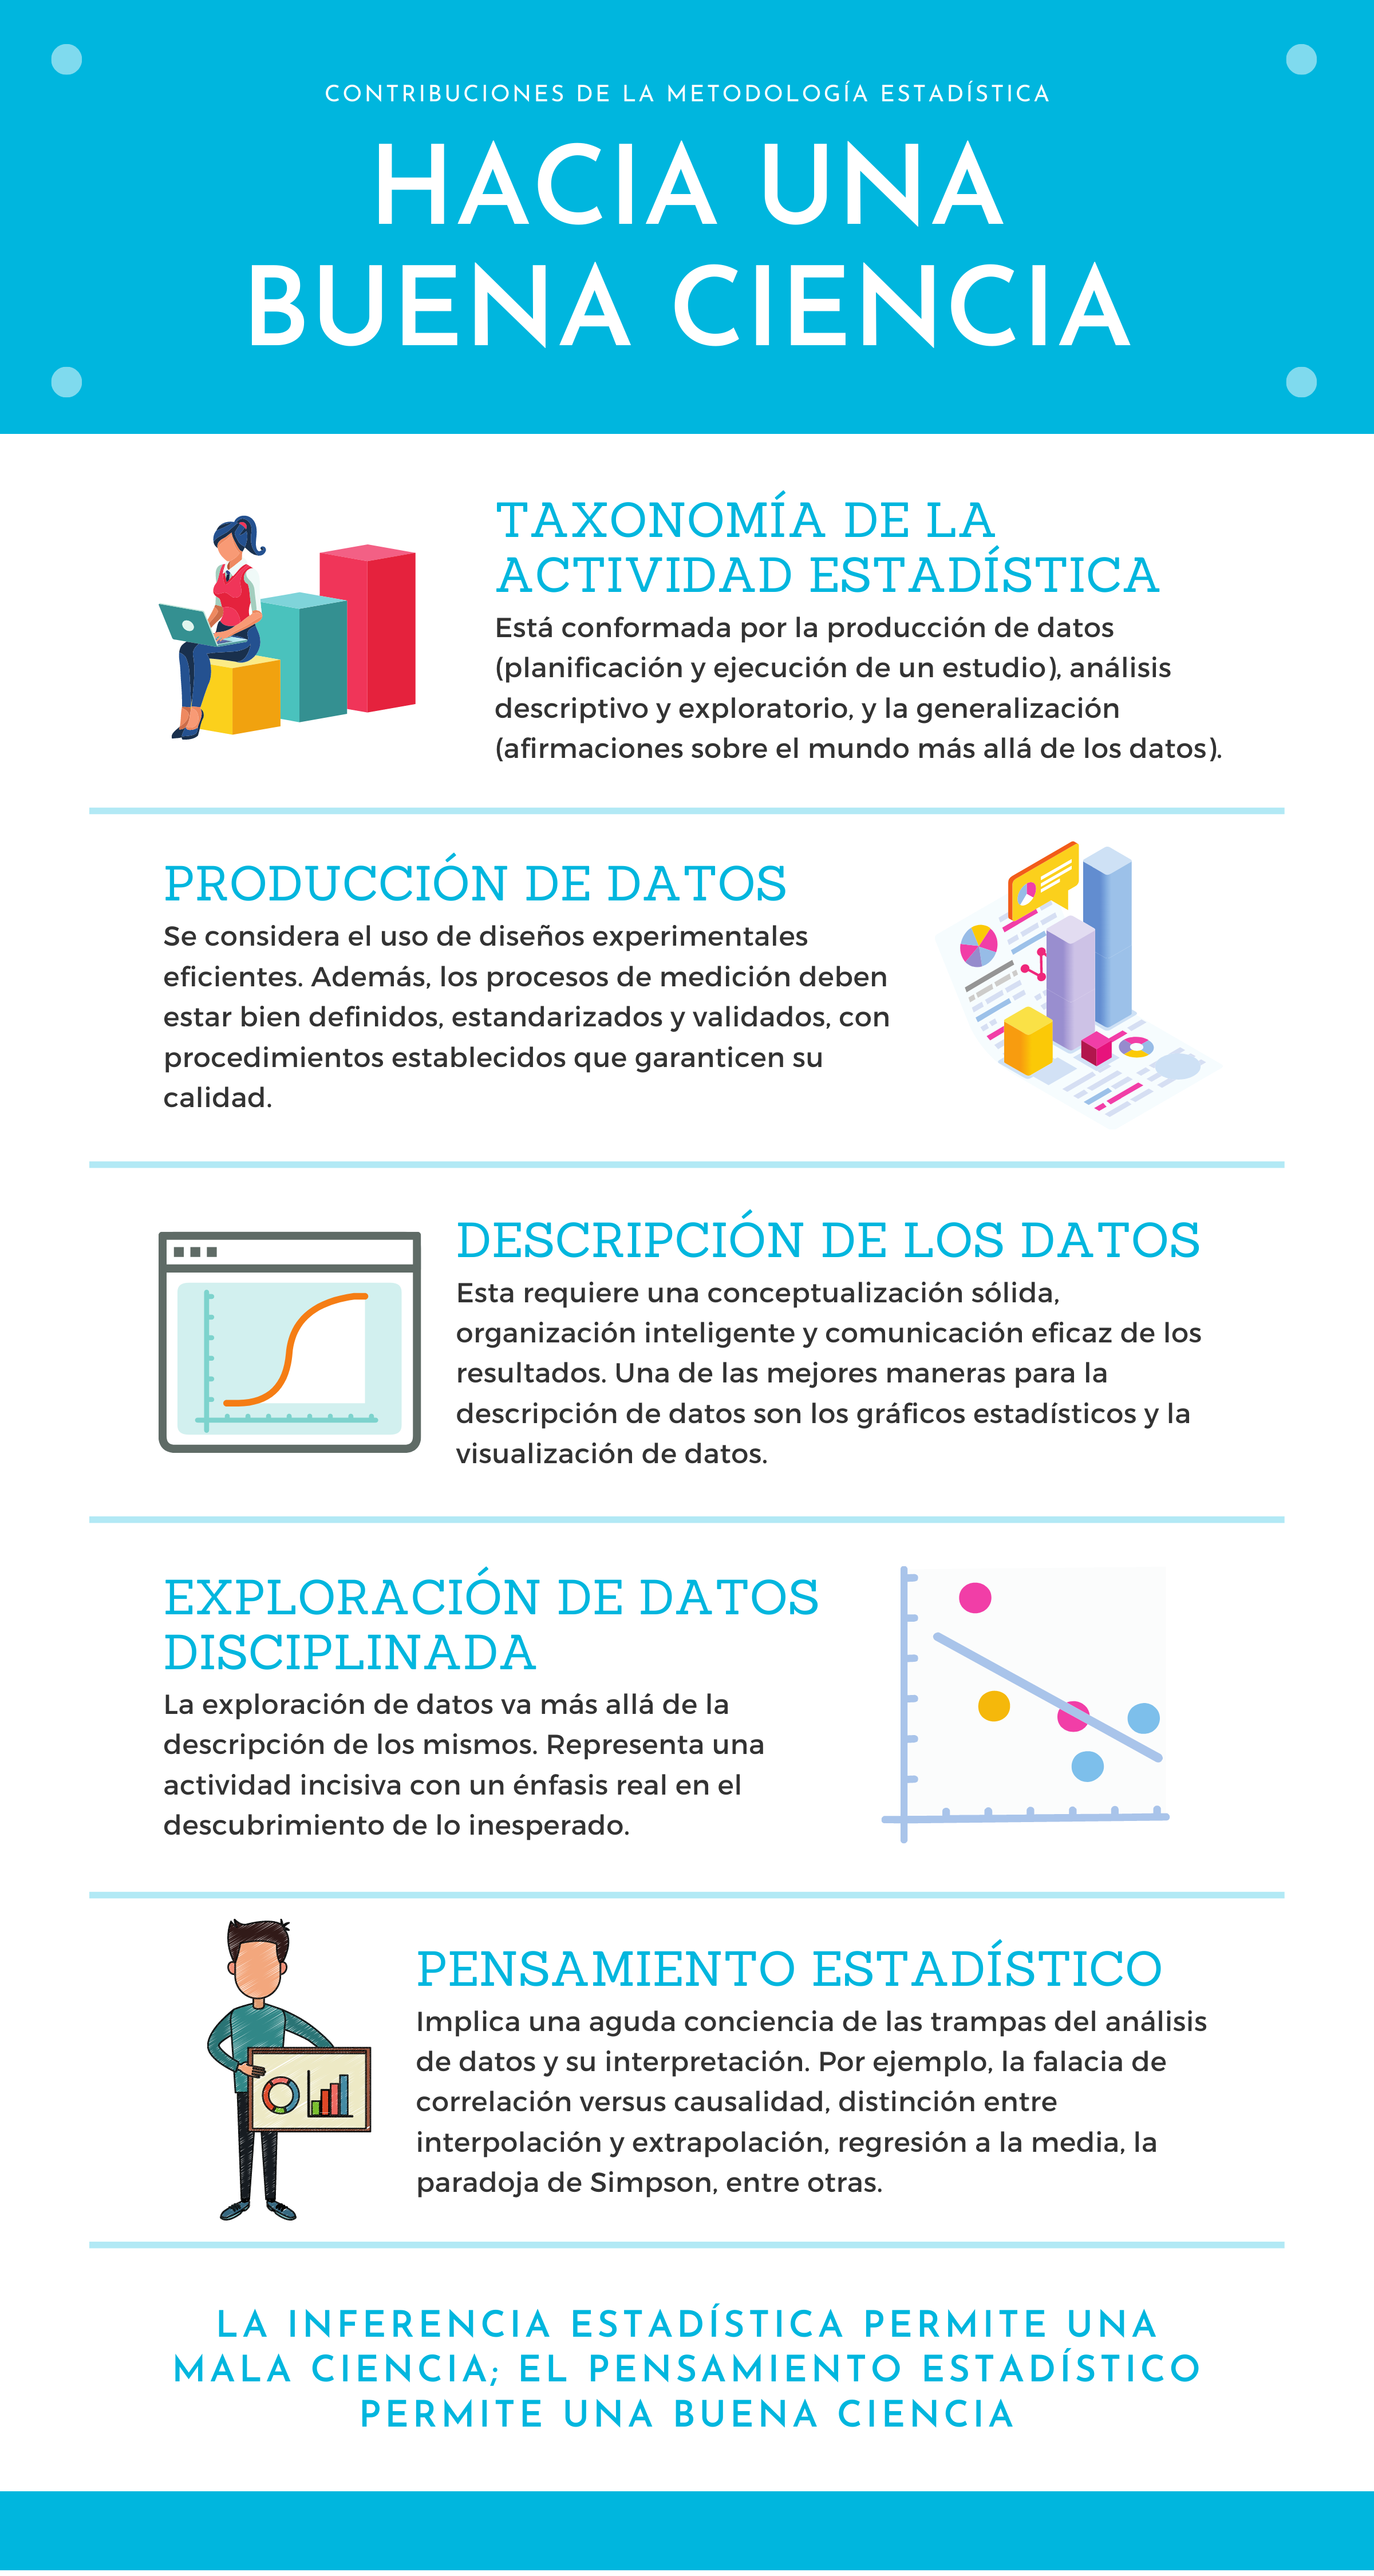 CONTRIBUCIONES DE LA METODOLOGÍA ESTADÍSTICA
HACIA UNA
BUENA CIENCIA
TAXONOMÍA DE LA
ACTIVIDAD ESTADÍSTICA
Está conformada por la producción de datos
(planificación y ejecución de un estudio), análisis
descriptivo y exploratorio, y la generalización
(afirmaciones sobre el mundo más allá de los datos).
PRODUCCIÓN DE DATOS
Se considera el uso de diseños experimentales
eficientes. Además, los procesos de medición deben
estar bien definidos, estandarizados y validados, con
procedimientos establecidos que garanticen su
calidad.
DESCRIPCIÓN DE LOS DATOS
Esta requiere una conceptualización sólida,
organización inteligente y comunicación eficaz de los
resultados. Una de las mejores maneras para la
descripción de datos son los gráficos estadísticos y la
visualización de datos.
EXPLORACIÓN DE DATOS
DISCIPLINADA
La exploración de datos va más allá de la
descripción de los mismos. Representa una
actividad incisiva con un énfasis real en el
descubrimiento de lo inesperado.
PENSAMIENTO ESTADÍSTICO
Implica una aguda conciencia de las trampas del análisis
de datos y su interpretación. Por ejemplo, la falacia de
correlación versus causalidad, distinción entre
interpolación y extrapolación, regresión a la media, la
paradoja de Simpson, entre otras.
LA INFERENCIA ESTADÍSTICA PERMITE UNA
MALA CIENCIA; EL PENSAMIENTO ESTADÍSTICO
PERMITE UNA BUENA CIENCIA